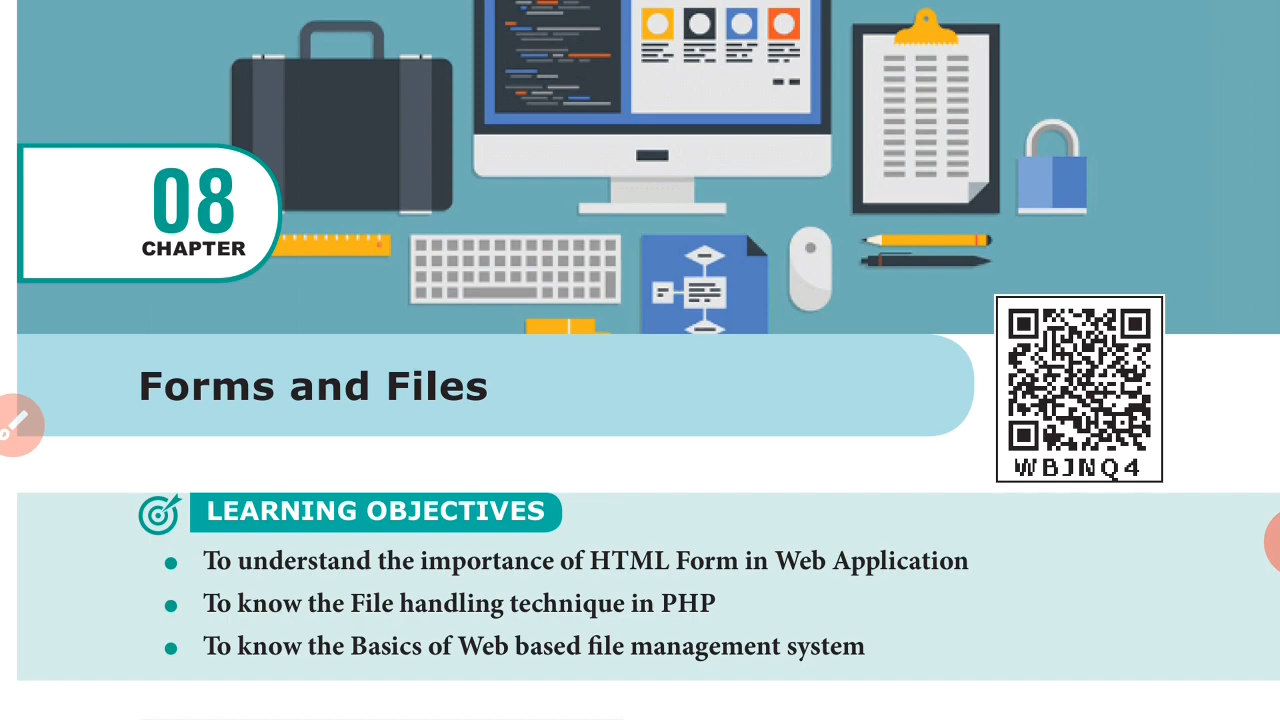 08
CHAPTER
Forms and Files
WBJNQ4
LEARNING OBJECTIVES
• To understand the importance of HTML Form in Web Application
• To know the File handling technique in PHP
• To know the Basics of Web based file management system